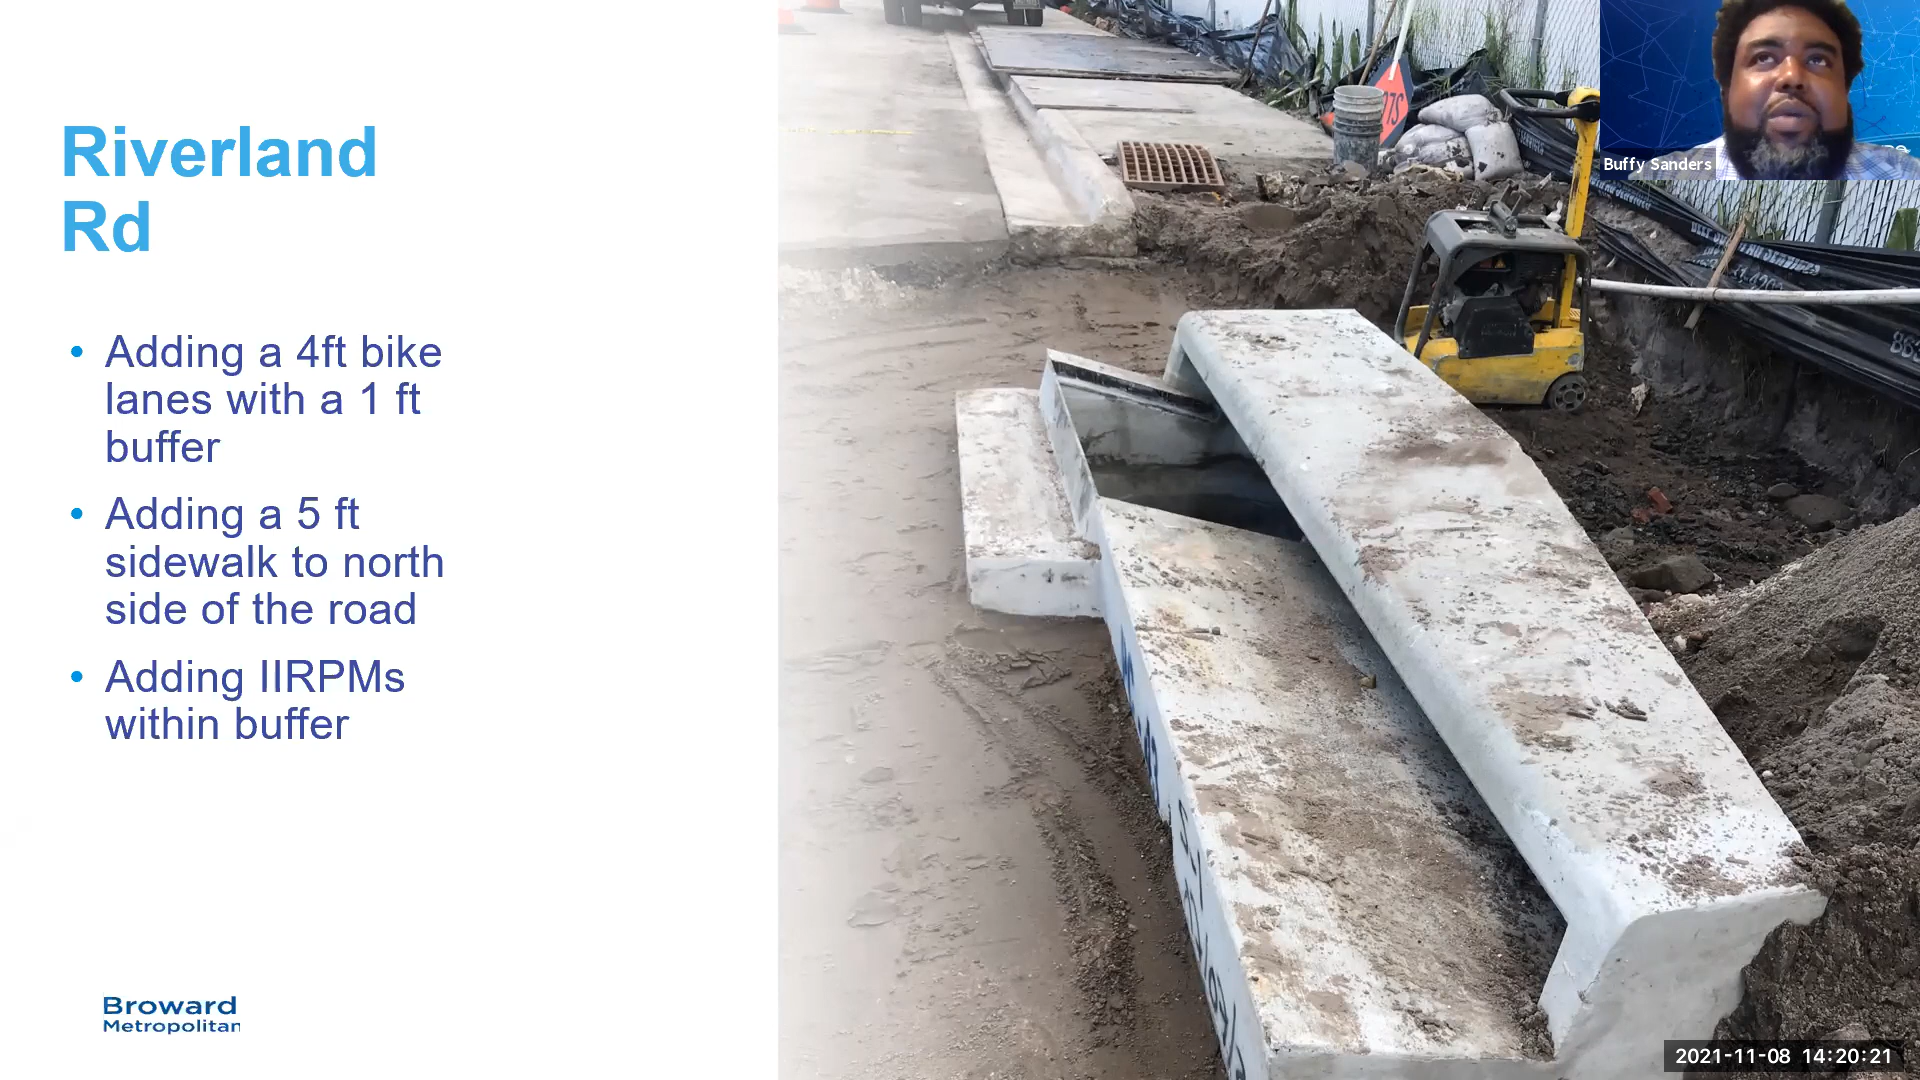 Riverland
Rd
• Adding a 4ft bike
lanes with a 1 ft
buffer
• Adding a 5 ft
sidewalk to north
side of the road
• Adding IIRPMs
within buffer
Broward
Metropolitan
Buffy Sanders
2021-11-08 14:20:21